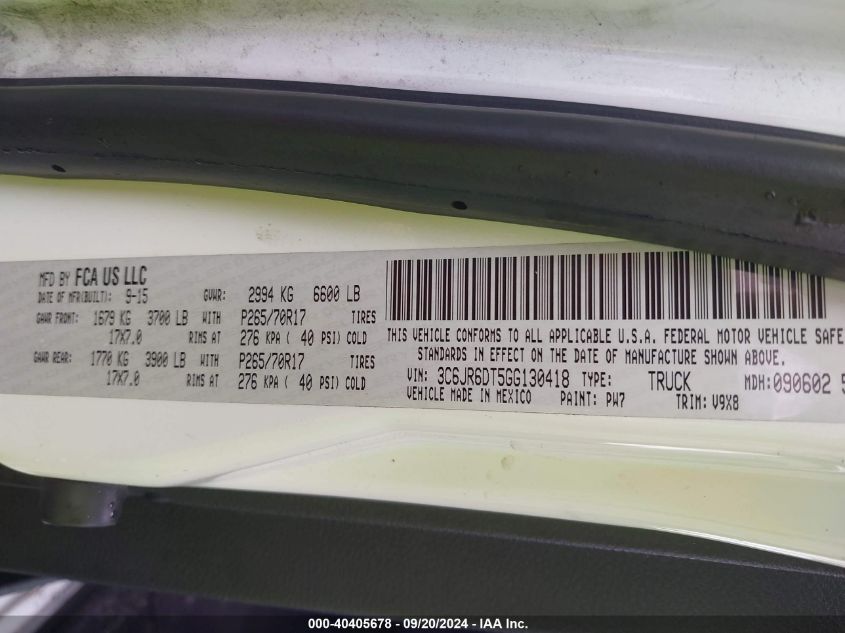 MFD BY FCA US LLC
DATE OF MFR(BUILT): 9-15 GVWR: 2994 KG 6600 LB
GAWR FRONT: 1679 KG 3700 LB WITH P265/70R17 TIRES
17X7.0 RIMS AT 276 KPA ( 40 PSI) COLD
GAWR REAR: 1770 KG 3900 LB WITH P265/70R17 TIRES
17X7.0 RIMS AT 276 KPA ( 40 PSI) COLD
THIS VEHICLE CONFORMS TO ALL APPLICABLE U.S.A. FEDERAL MOTOR VEHICLE SAFE
STANDARDS IN EFFECT ON THE DATE OF MANUFACTURE SHOWN ABOVE.
VIN: 3C6JR6DT5GG130418 TYPE: TRUCK MDH:090602 5
VEHICLE MADE IN MEXICO PAINT: PW7 TRIM: V9X8
000-40405678 - 09/20/2024 - IAA Inc.